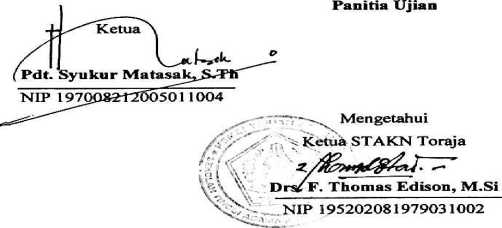 Panitia Ujian
Ketua
Pdt. Syukur Matasak, S.Th
NIP 197008212005011004
Mengetahui
Ketua STAKN Toraja
Drs. F. Thomas Edison, M.Si
NIP 195202081979031002